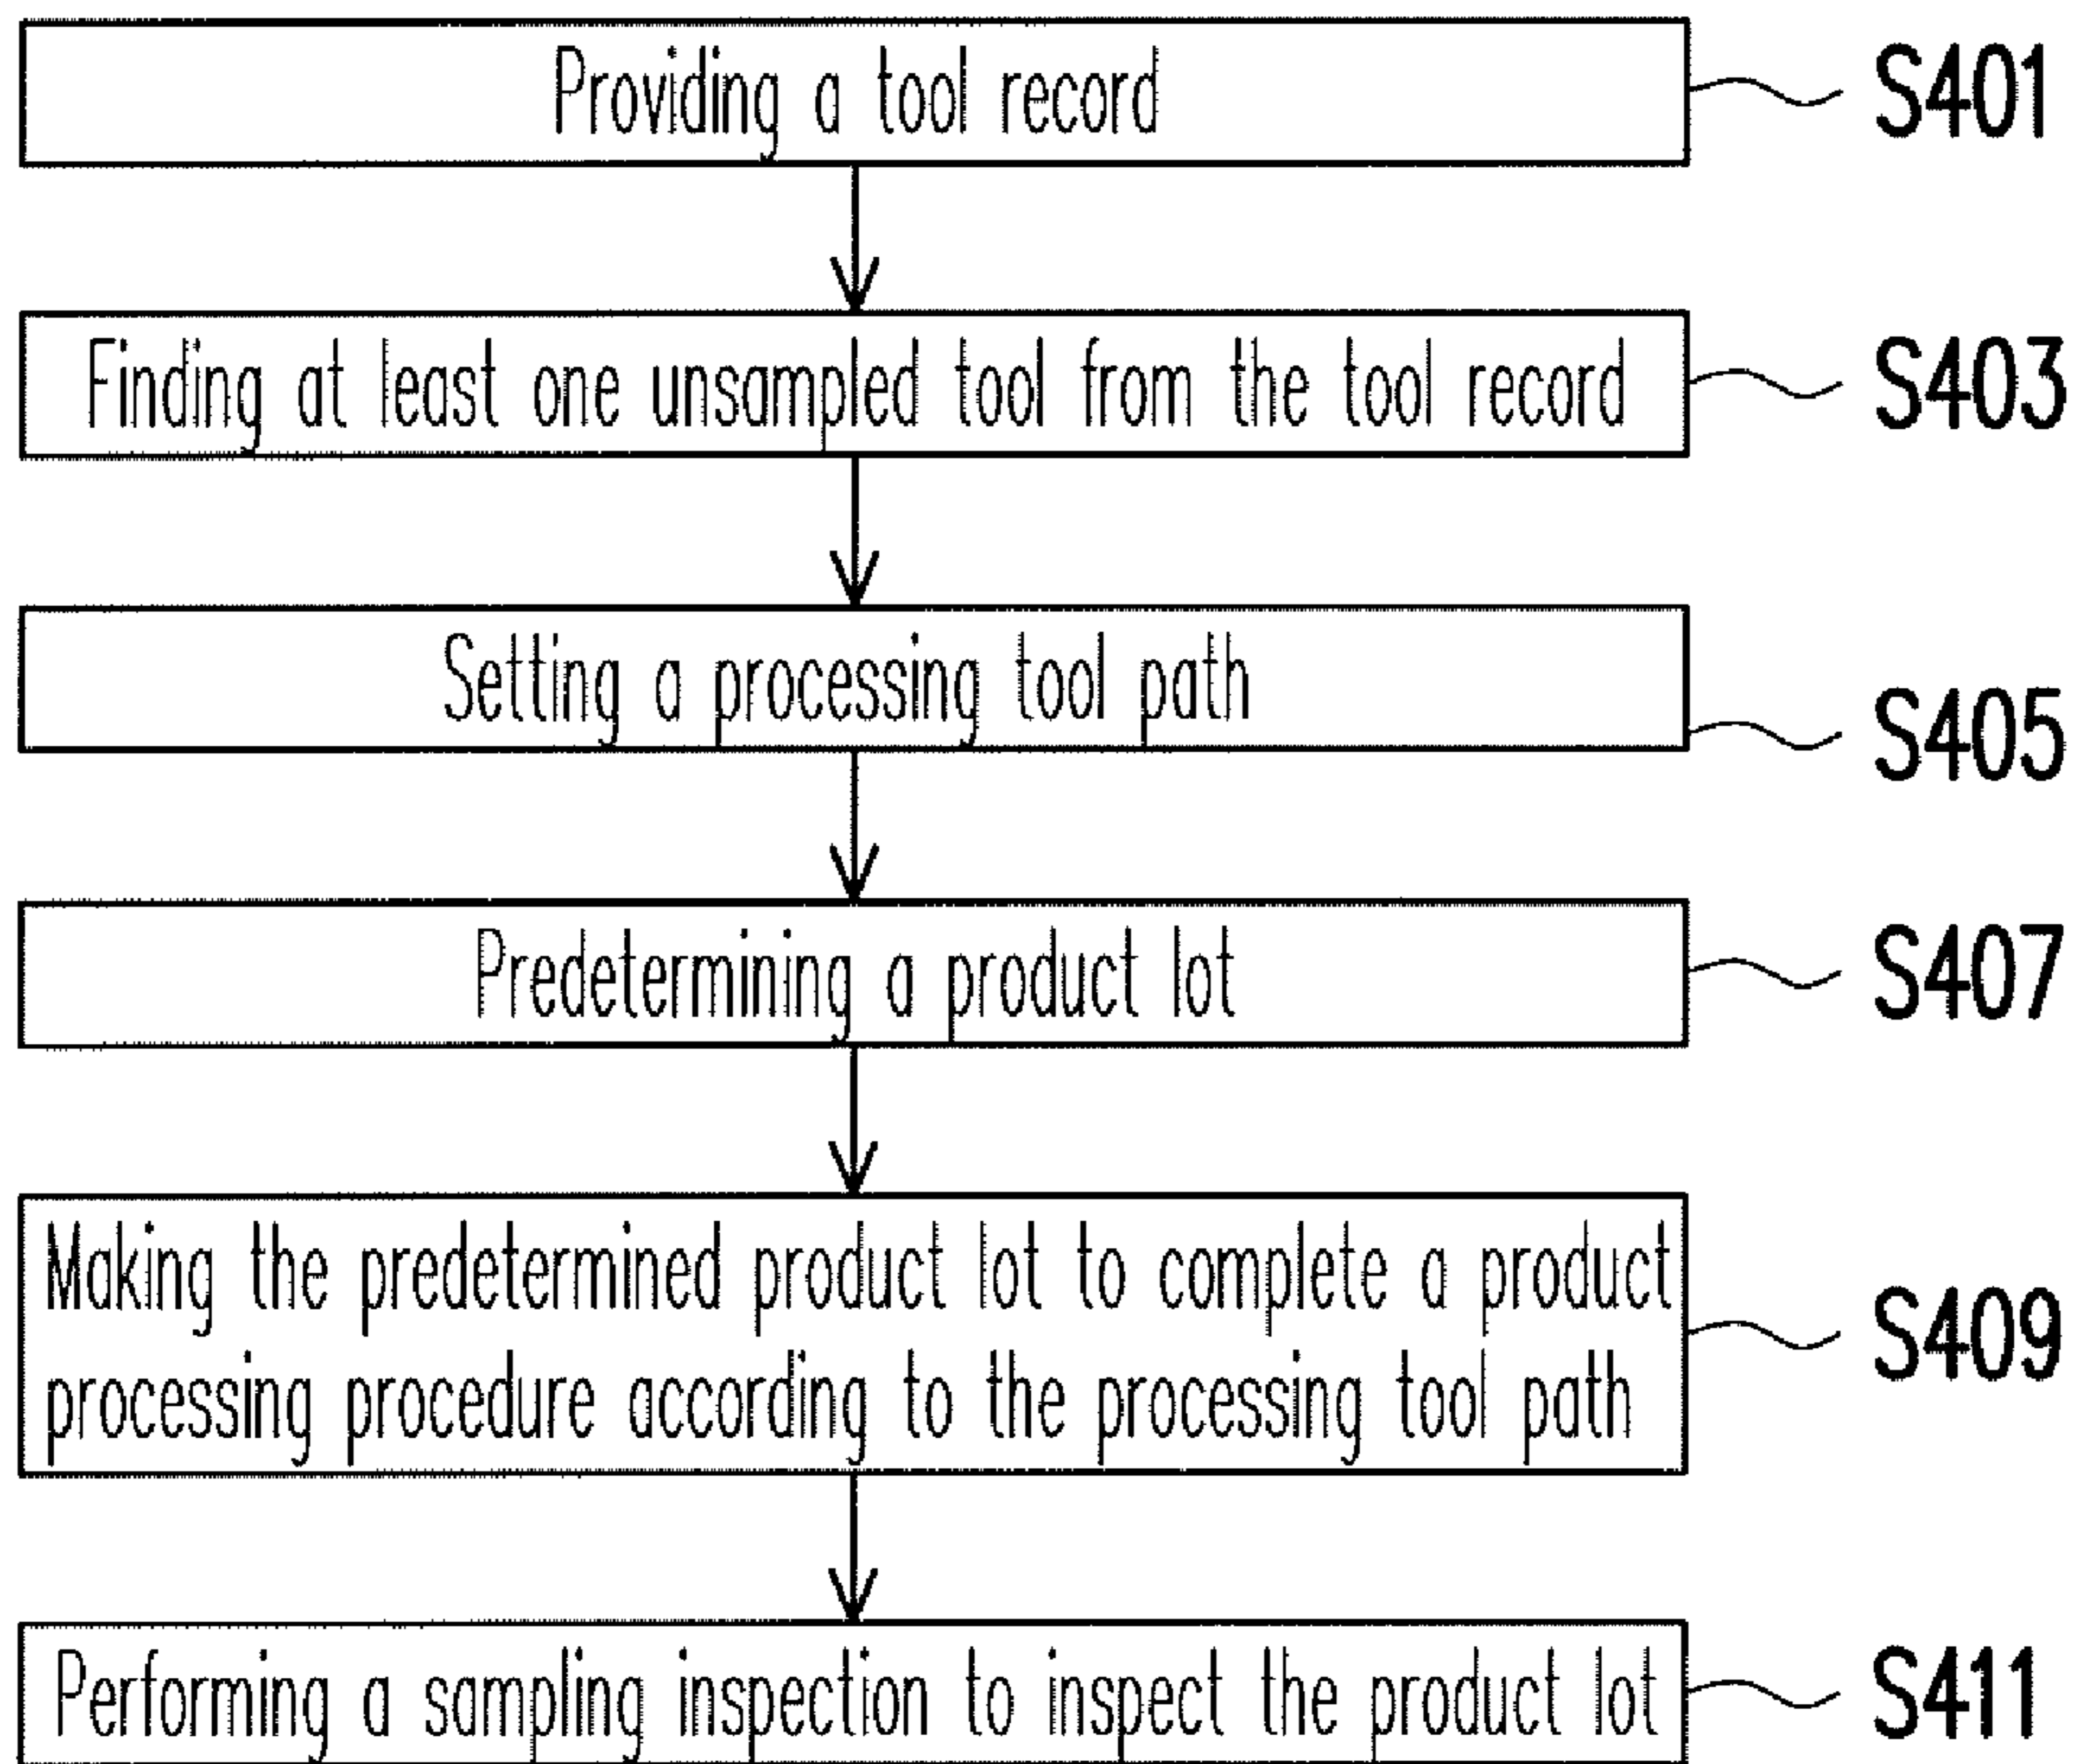 Providing a tool record
S401
Finding at least one unsampled tool from the tool record
S403
Setting a processing tool path
S405
Predetermining a product lot
S407
Making the predetermined product lot to complete a product
processing procedure according to the processing tool path
S409
Performing a sampling inspection to inspect the product lot
S411